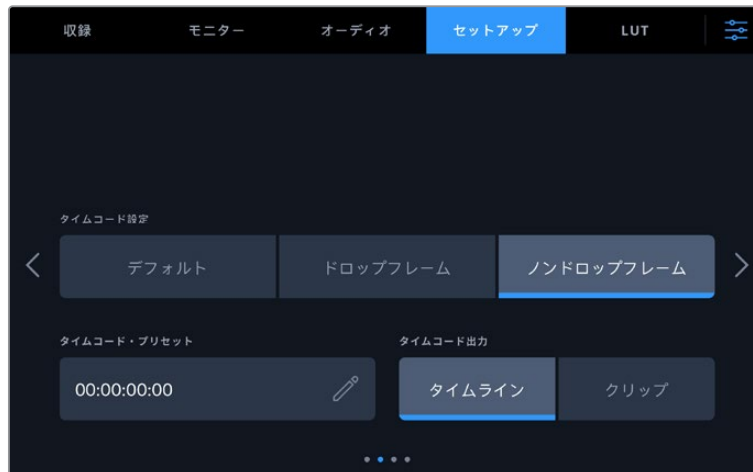 収録 モニター オーディオ セットアップ LUT
タイムコード設定
デフォルト ドロップフレーム ノンドロップフレーム
タイムコード・プリセット タイムコード出力
00:00:00:00 タイムライン クリップ